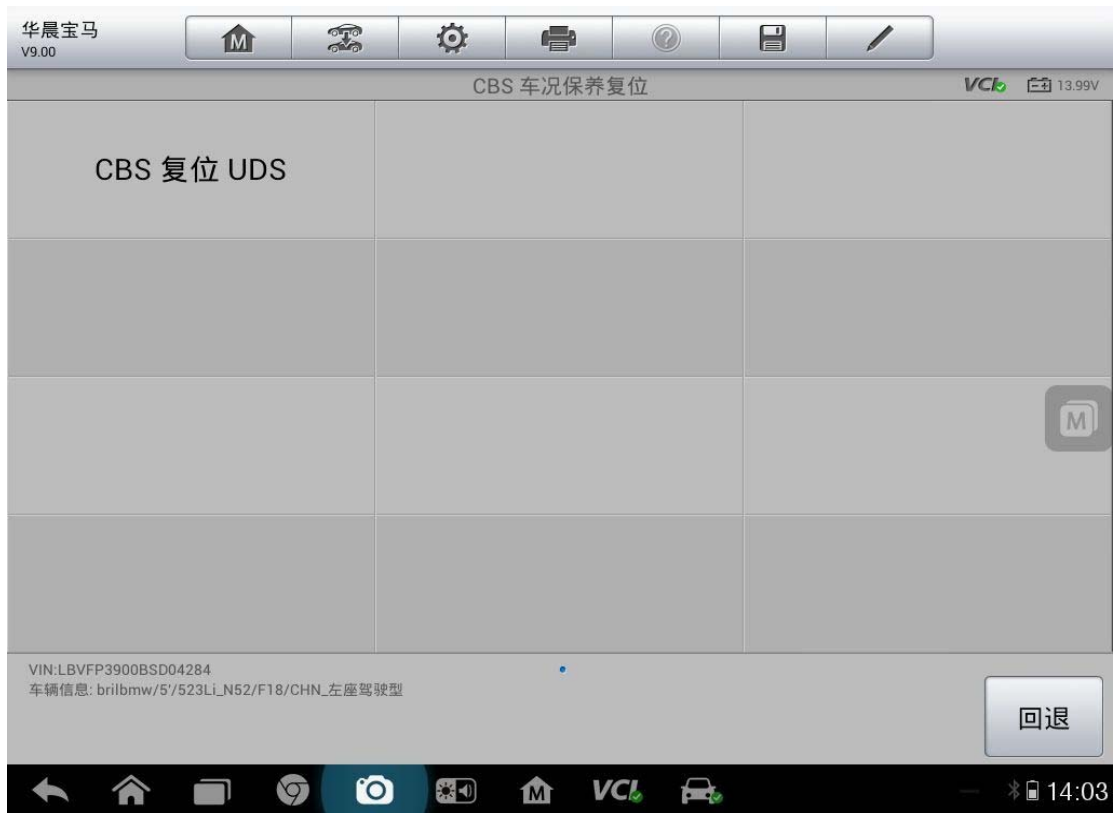 华晨宝马
V9.00
M
CBS 车况保养复位
VCI
13.99V
CBS 复位 UDS
M
VIN:LBVFP3900BSD04284
车辆信息: brilbmw/5'/523Li_N52/F18/CHN_左座驾驶型
回退
M
VCI
14:03